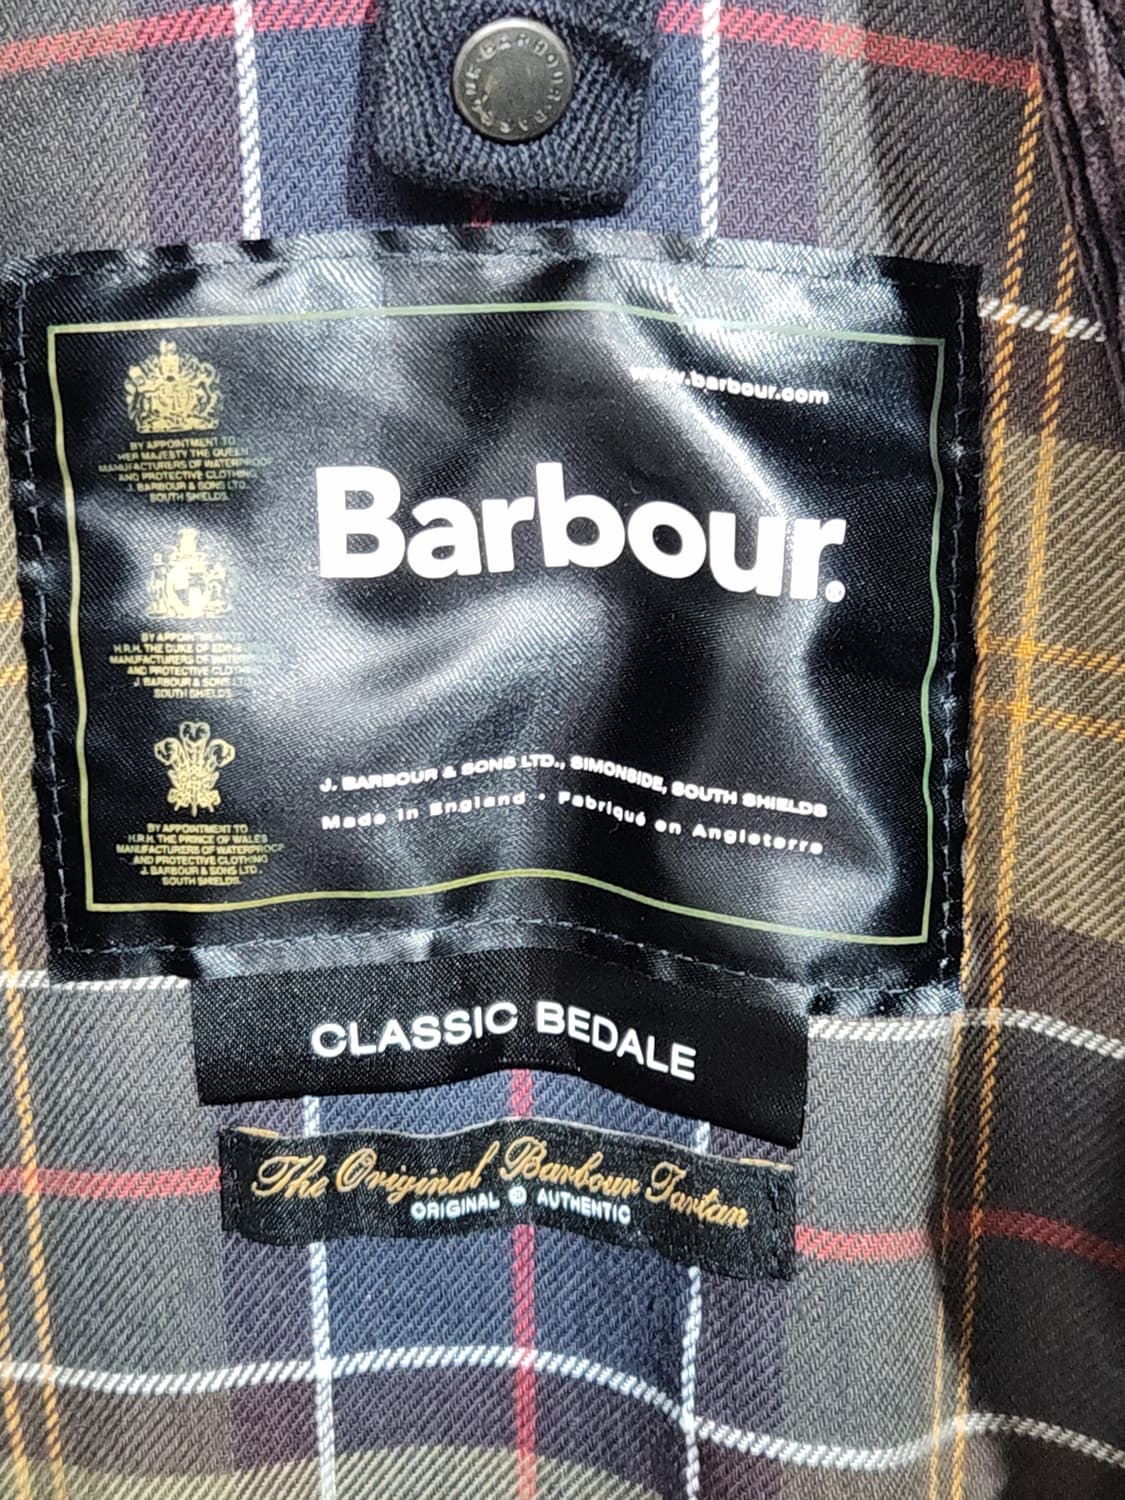 www.barbour.com
BY APPOINTMENT TO
HER MAJESTY THE QUEEN
MANUFACTURERS OF WATERPROOF
AND PROTECTIVE CLOTHING
J. BARBOUR & SONS LTD.
SOUTH SHIELDS.
Barbour.
BY APPOINTMENT TO
H.R.H. THE DUKE OF
MANUFACTURERS OF WATERPROOF
AND PROTECTIVE CLOTHING
J. BARBOUR & SONS LTD.
SOUTH SHIELDS.
BY APPOINTMENT TO
H.R.H. THE PRINCE OF WALES
MANUFACTURERS OF WATERPROOF
AND PROTECTIVE CLOTHING
J. BARBOUR & SONS LTD.
SOUTH SHIELDS.
J. BARBOUR & SONS LTD., SIMONSIDE, SOUTH SHIELDS
Made in England · Fabriqué en Angleterre
CLASSIC BEDALE
The Original Barbour Tartan
ORIGINAL ® AUTHENTIC